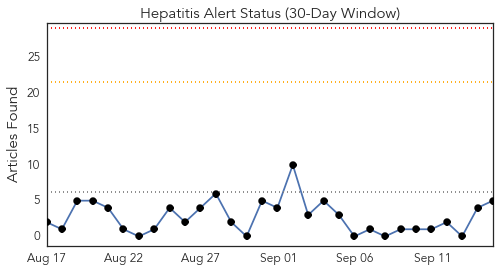 Hepatitis Alert Status (30-Day Window)
Articles Found
25
20
15
10
5
0
Aug 17 Aug 22 Aug 27 Sep 01 Sep 06 Sep 11